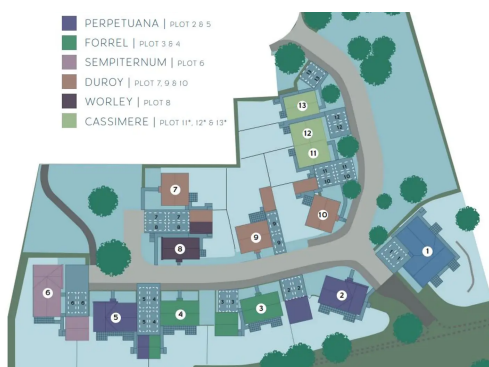 PERPETUANA | PLOT 2 & 5
FORREL | PLOT 3 & 4
SEMPITERNUM | PLOT 6
DUROY | PLOT 7, 9 & 10
WORLEY | PLOT 8
CASSIMERE | PLOT 11*, 12* & 13*
13
12
11
7
10
1
9
8
6
2
3
4
5